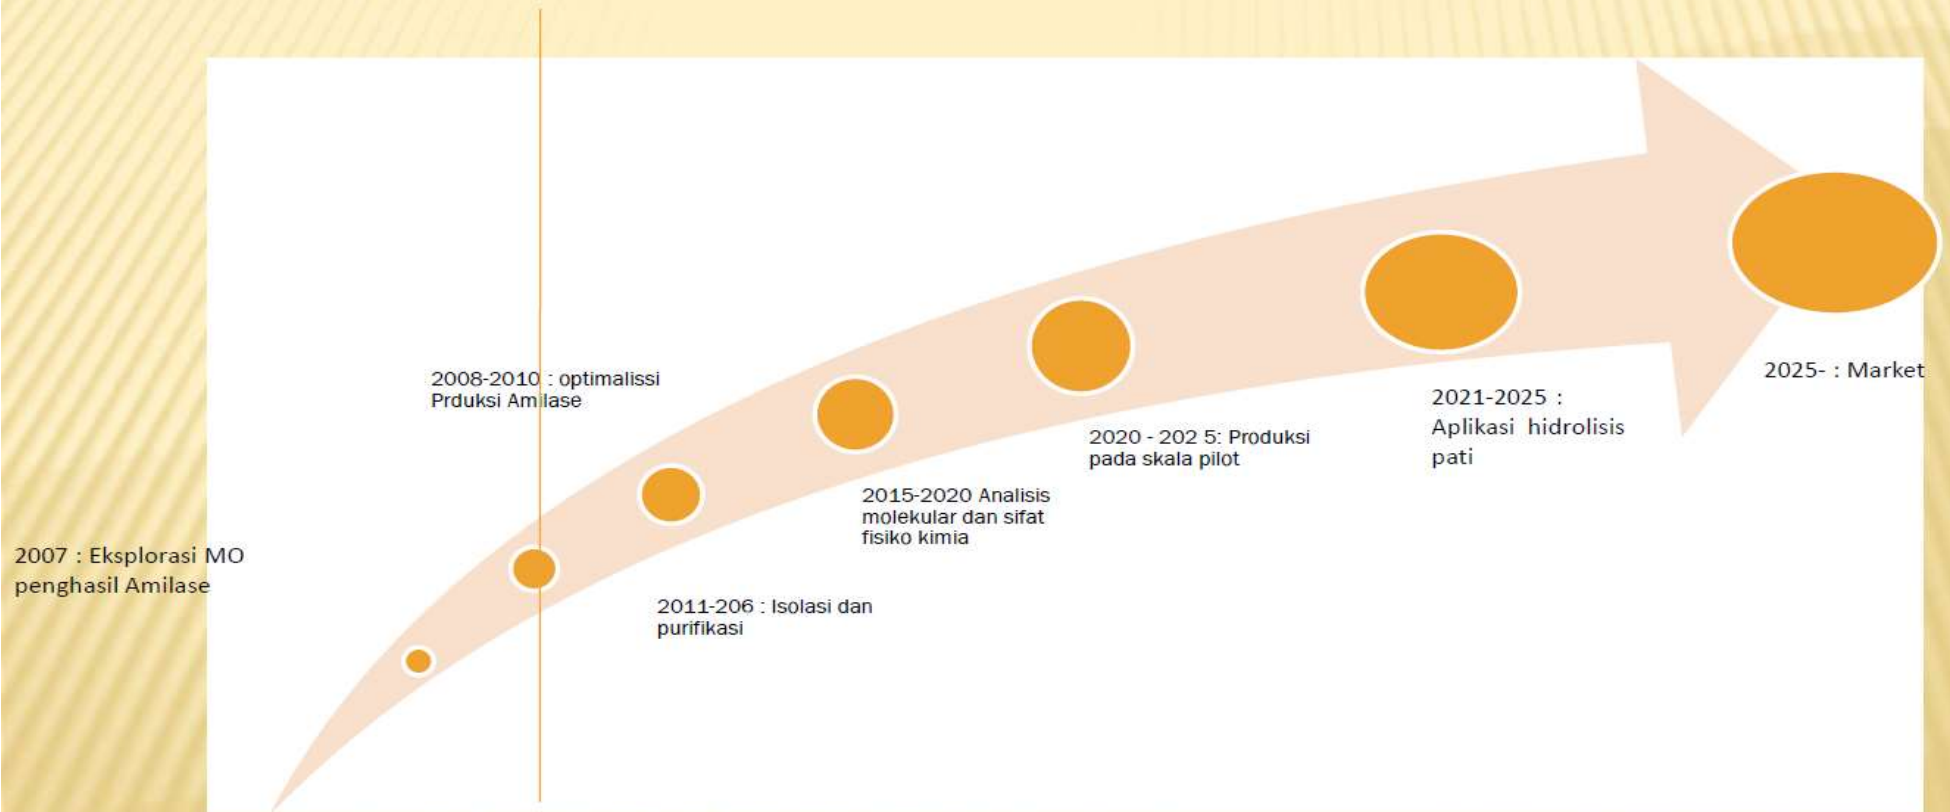 2007 : Eksplorasi MO
penghasil Amilase
2008-2010 : optimalissi
Prduksi Amilase
2011-206 : Isolasi dan
purifikasi
2015-2020 Analisis
molekular dan sifat
fisiko kimia
2020 - 202 5: Produksi
pada skala pilot
2021-2025 :
Aplikasi hidrolisis
pati
2025- : Market